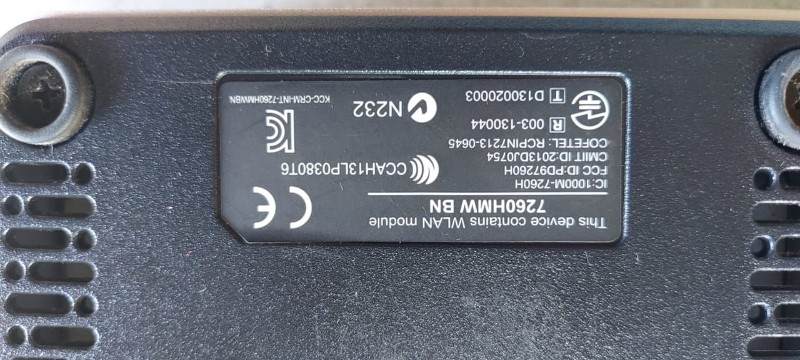 This device contains WLAN module
7260HMW BN
IC:1000M-7260H
FCC ID:PD97260H
CMIIT ID:2013DJ0754
COFETEL: RCPIN7213-0645
R 003-130044
T D130020003
CCAH13LP0380T6
N232
KCC-CRM-INT-7260HMWBN
CE